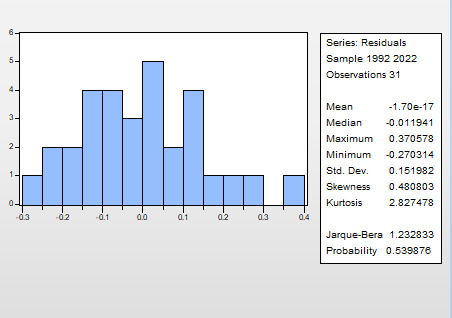 6
5
4
3
2
1
0
-0.3 -0.2 -0.1 0.0 0.1 0.2 0.3 0.4
Series: Residuals
Sample 1992 2022
Observations 31
Mean -1.70e-17
Median -0.011941
Maximum 0.370578
Minimum -0.270314
Std. Dev. 0.151982
Skewness 0.480803
Kurtosis 2.827478
Jarque-Bera 1.232833
Probability 0.539876